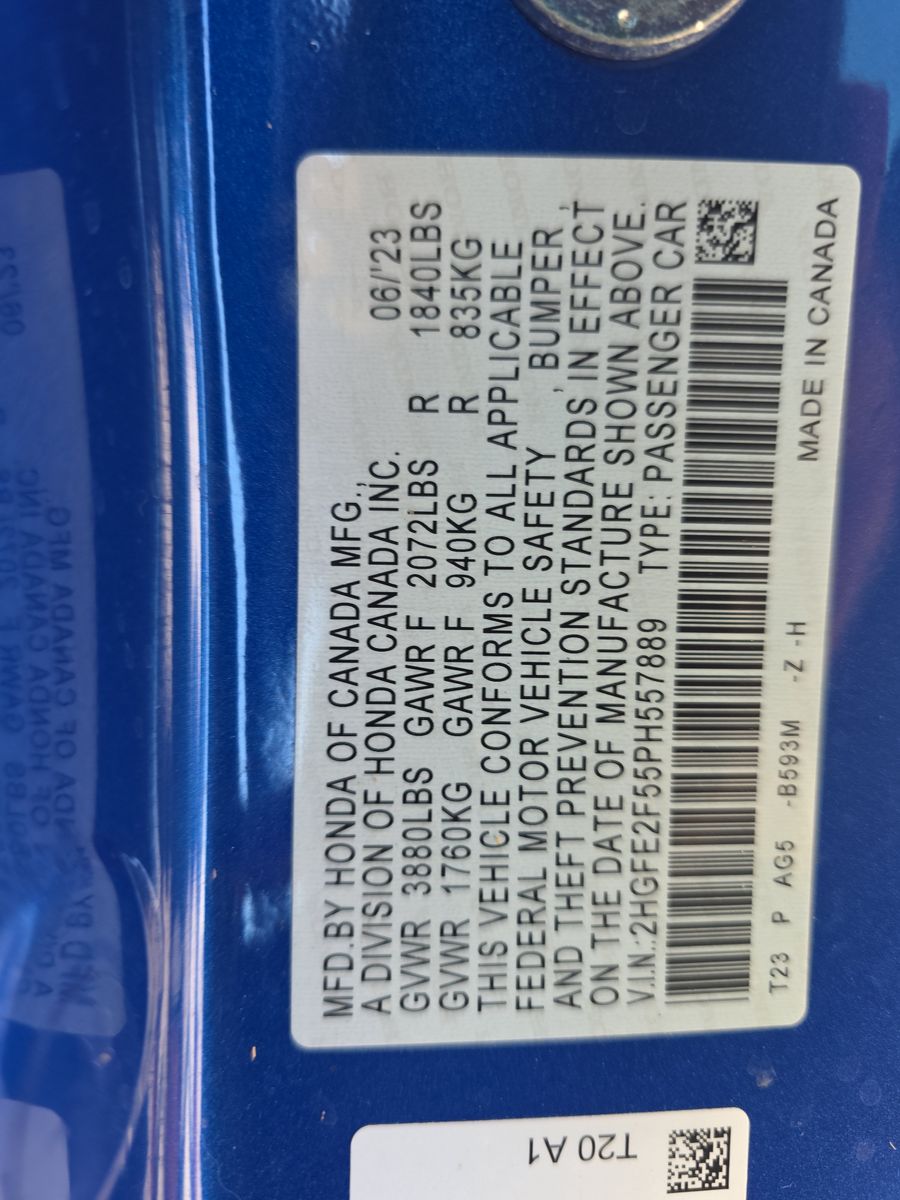 MFD.BY HONDA OF CANADA MFG.,
A DIVISION OF HONDA CANADA INC. 06/'23
GVWR 3880LBS GAWR F 2072LBS R 1840LBS
GVWR 1760KG GAWR F 940KG R 835KG
THIS VEHICLE CONFORMS TO ALL APPLICABLE
FEDERAL MOTOR VEHICLE SAFETY , BUMPER ,
AND THEFT PREVENTION STANDARDS IN EFFECT
ON THE DATE OF MANUFACTURE SHOWN ABOVE.
V.I.N.:2HGFE2F55PH557889 TYPE: PASSENGER CAR
T23 P AG5 -B593M -Z -H MADE IN CANADA
T20 A1